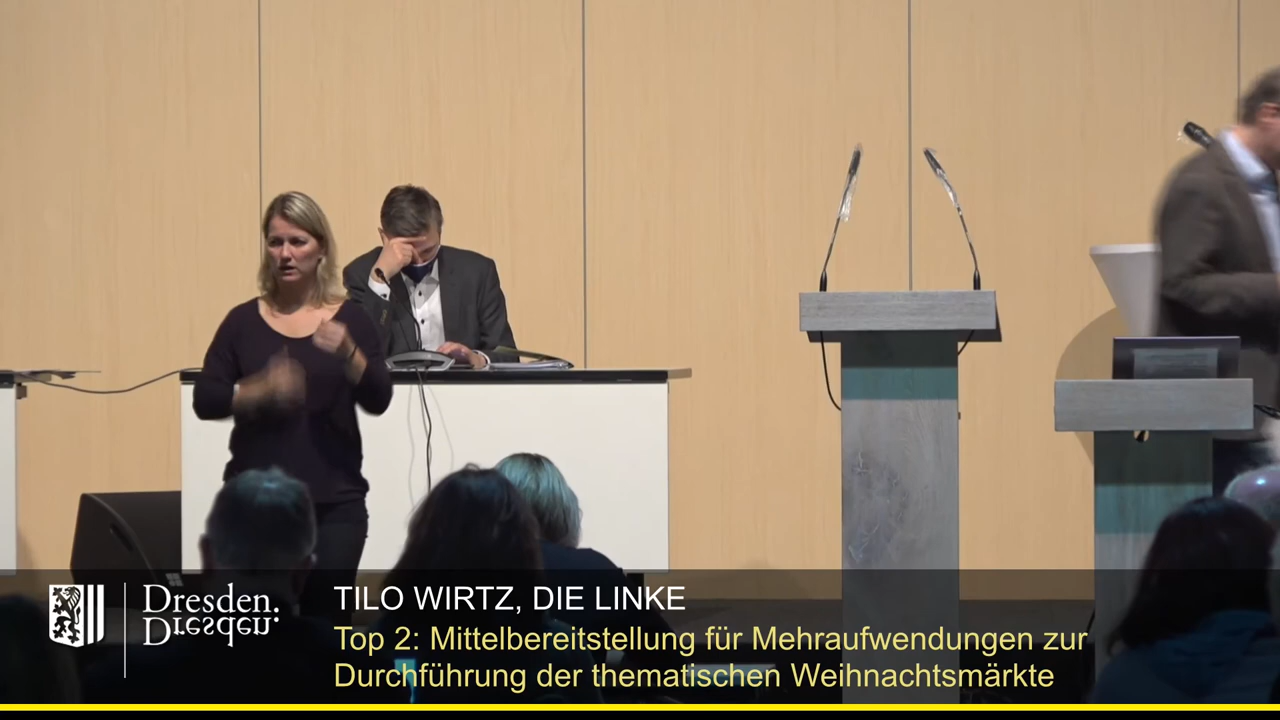 Dresden.
Dresden.
TILO WIRTZ, DIE LINKE
Top 2: Mittelbereitstellung für Mehraufwendungen zur
Durchführung der thematischen Weihnachtsmärkte